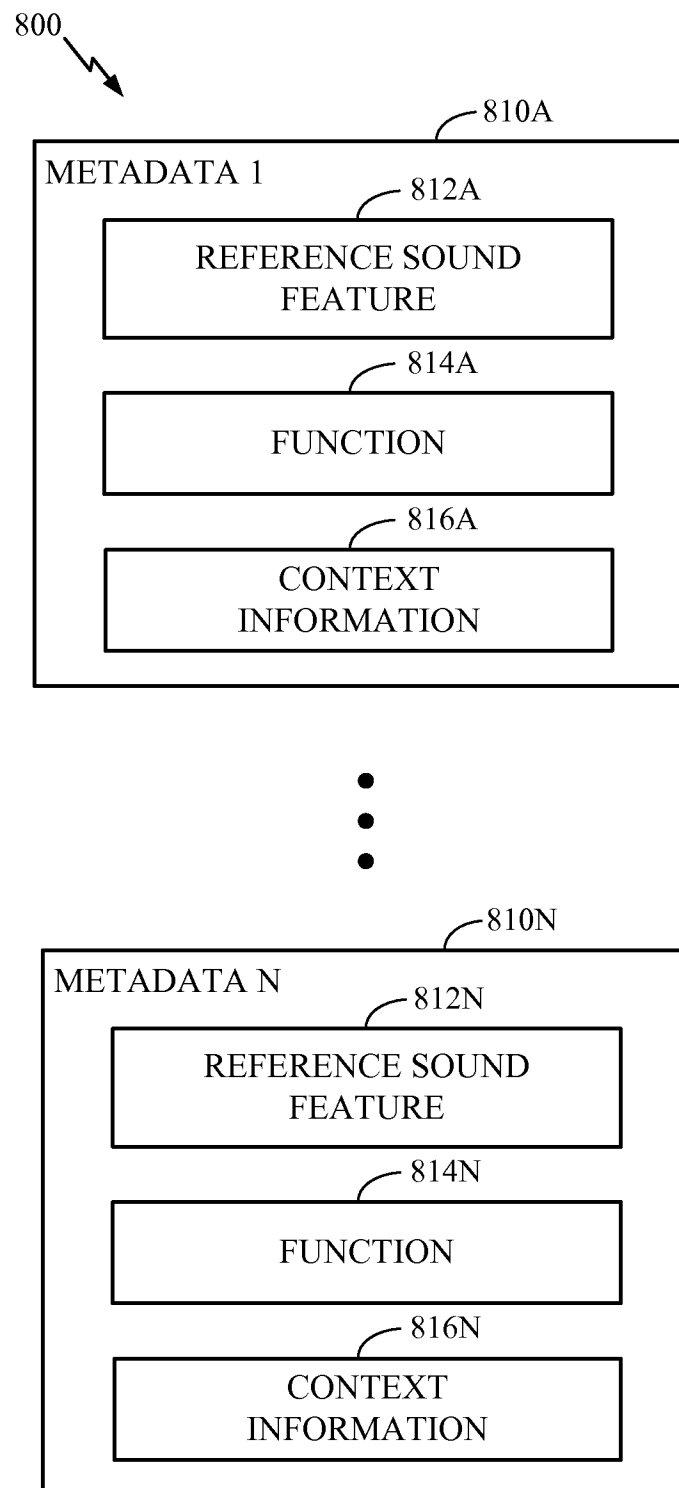 800
810A
METADATA 1
812A
REFERENCE SOUND
FEATURE
814A
FUNCTION
816A
CONTEXT
INFORMATION
810N
METADATA N
812N
REFERENCE SOUND
FEATURE
814N
FUNCTION
816N
CONTEXT
INFORMATION